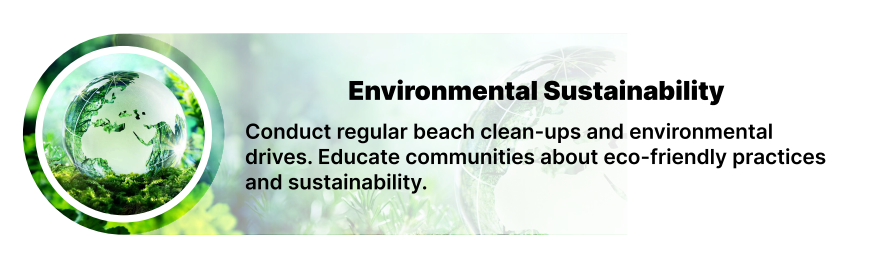 Environmental Sustainability
Conduct regular beach clean-ups and environmental
drives. Educate communities about eco-friendly practices
and sustainability.